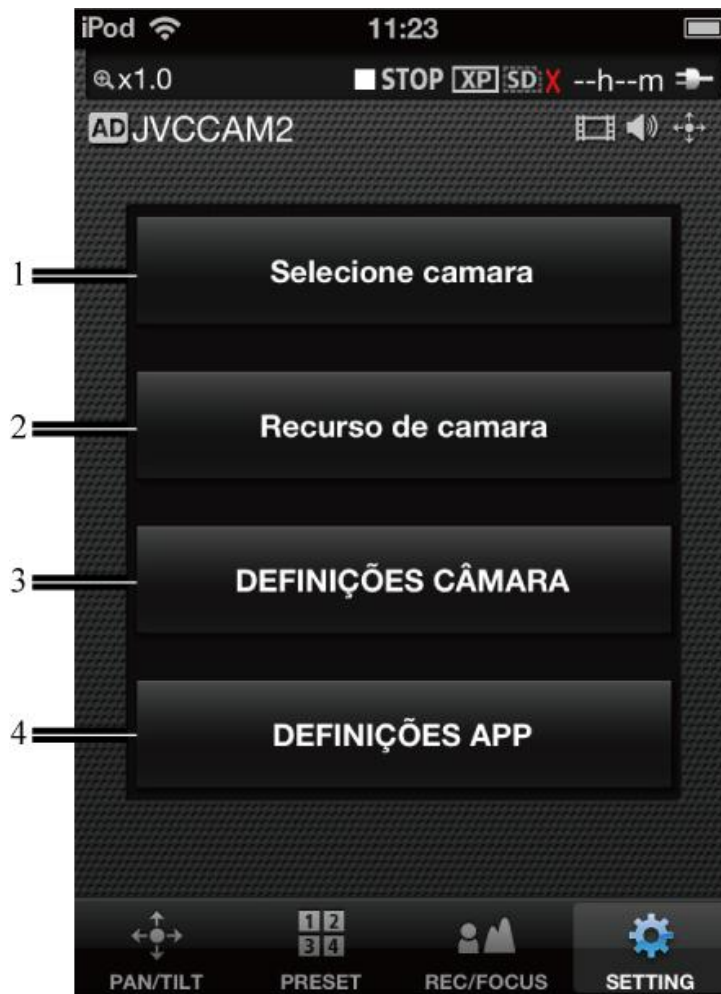 iPod 11:23
x1.0 STOP XP SD X --h--m
AD JVCCAM2
1 Selecione camara
2 Recurso de camara
3 DEFINIÇÕES CÂMARA
4 DEFINIÇÕES APP
1 2
3 4
PAN/TILT PRESET REC/FOCUS SETTING